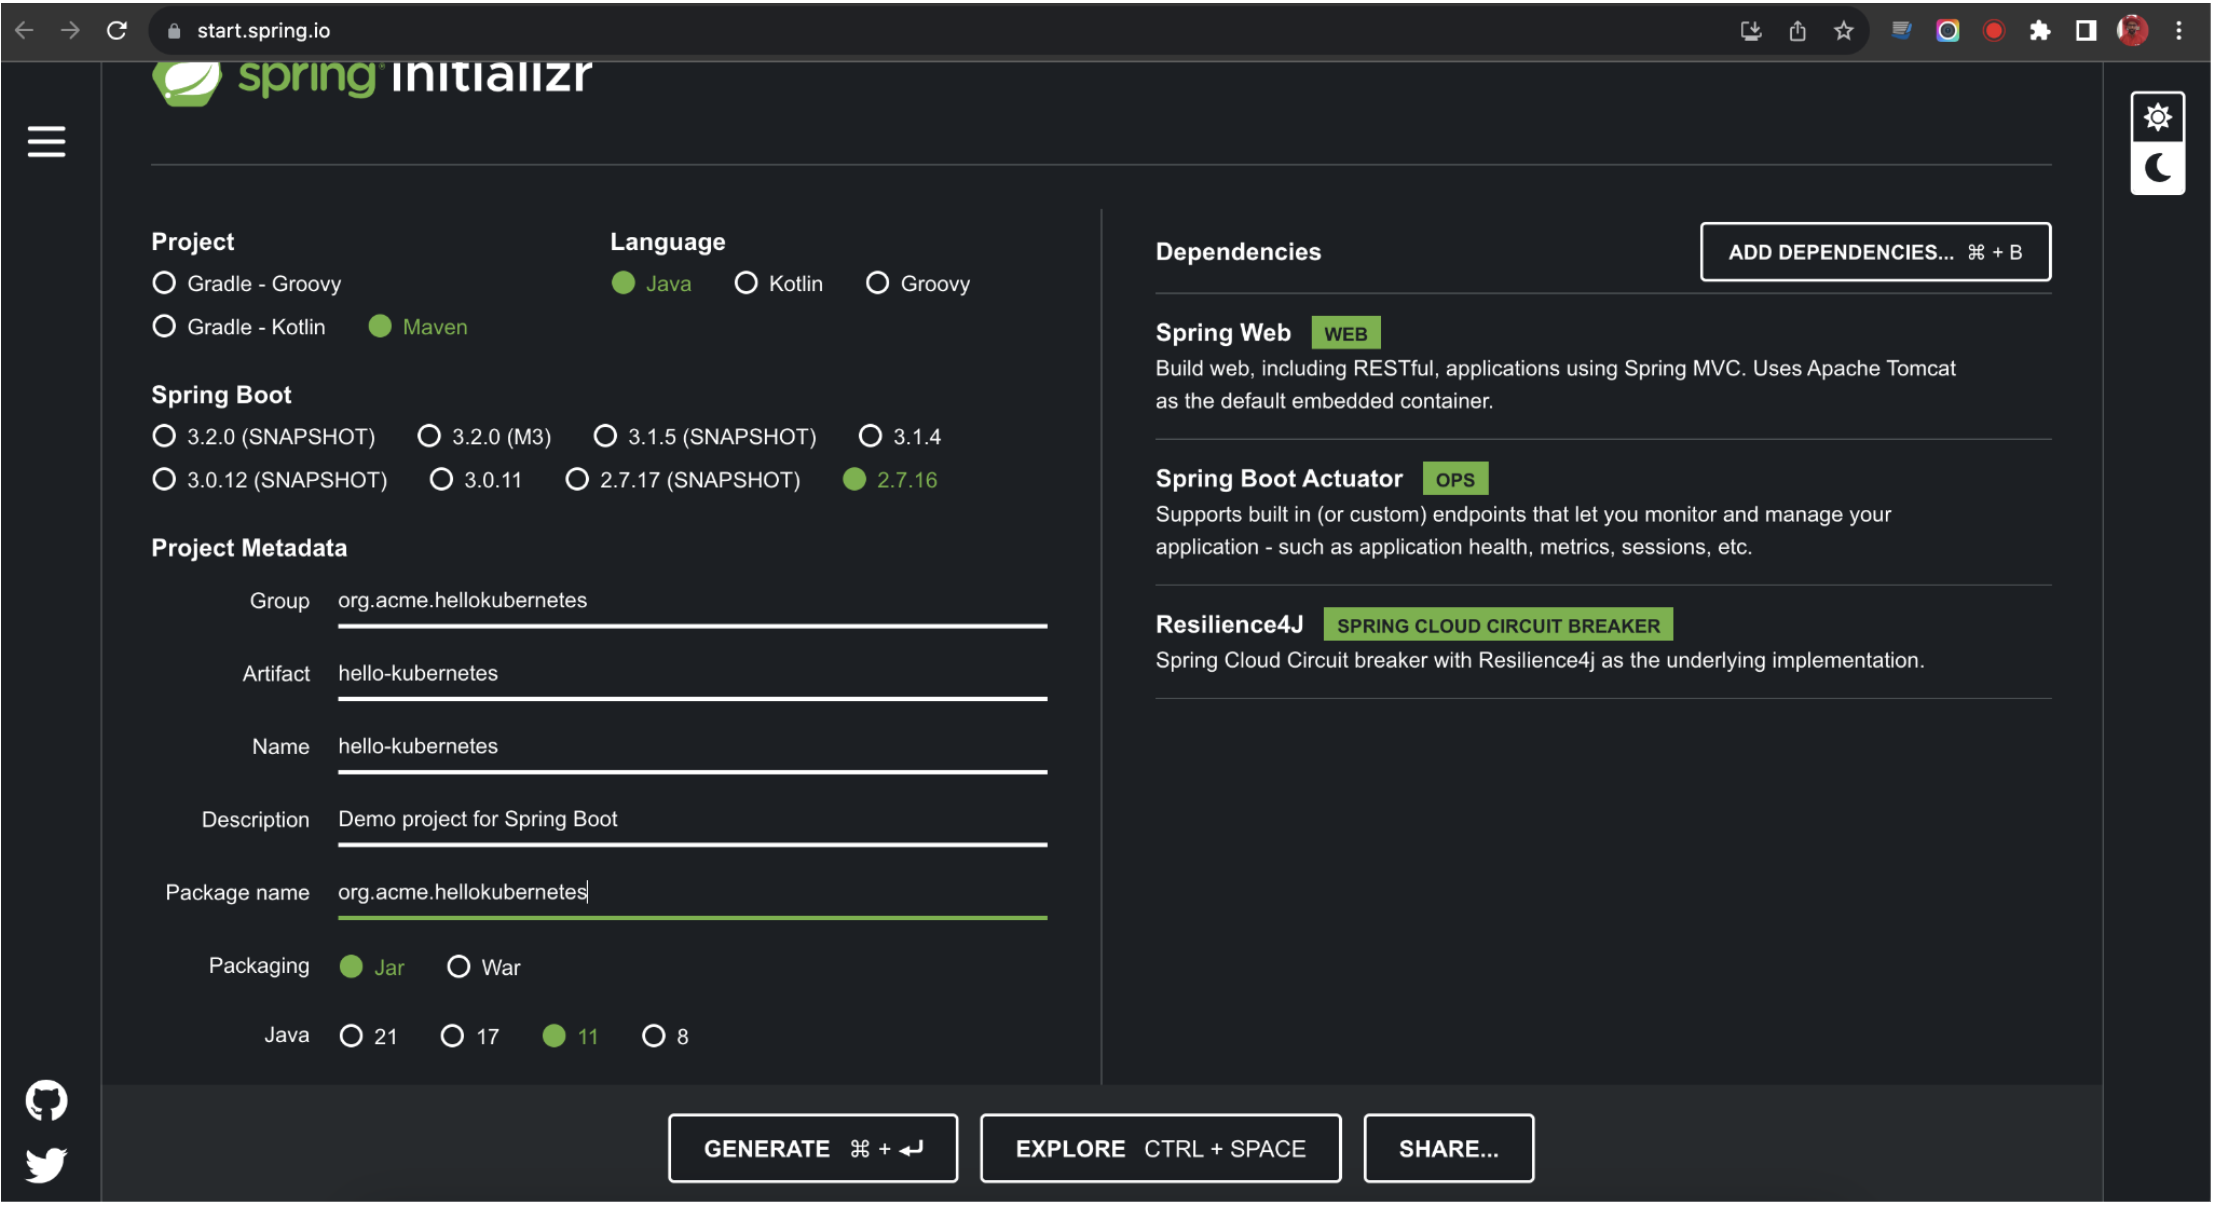 start.spring.io
spring initializr
Project
Gradle - Groovy
Gradle - Kotlin Maven
Language
Java Kotlin Groovy
Spring Boot
3.2.0 (SNAPSHOT) 3.2.0 (M3) 3.1.5 (SNAPSHOT) 3.1.4
3.0.12 (SNAPSHOT) 3.0.11 2.7.17 (SNAPSHOT) 2.7.16
Project Metadata
Group org.acme.hellokubernetes
Artifact hello-kubernetes
Name hello-kubernetes
Description Demo project for Spring Boot
Package name org.acme.hellokubernetes
Packaging Jar War
Java 21 17 11 8
Dependencies ADD DEPENDENCIES... ⌘ + B
Spring Web WEB
Build web, including RESTful, applications using Spring MVC. Uses Apache Tomcat
as the default embedded container.
Spring Boot Actuator OPS
Supports built in (or custom) endpoints that let you monitor and manage your
application - such as application health, metrics, sessions, etc.
Resilience4J SPRING CLOUD CIRCUIT BREAKER
Spring Cloud Circuit breaker with Resilience4j as the underlying implementation.
GENERATE ⌘ + ⏎ EXPLORE CTRL + SPACE SHARE...